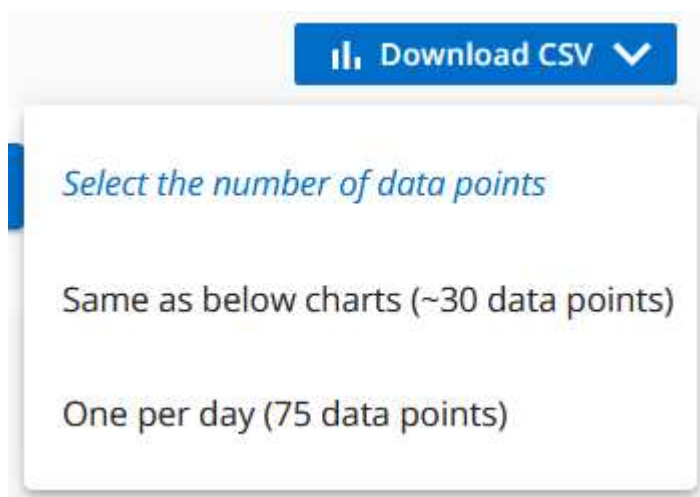 Download CSV
Select the number of data points
Same as below charts (~30 data points)
One per day (75 data points)